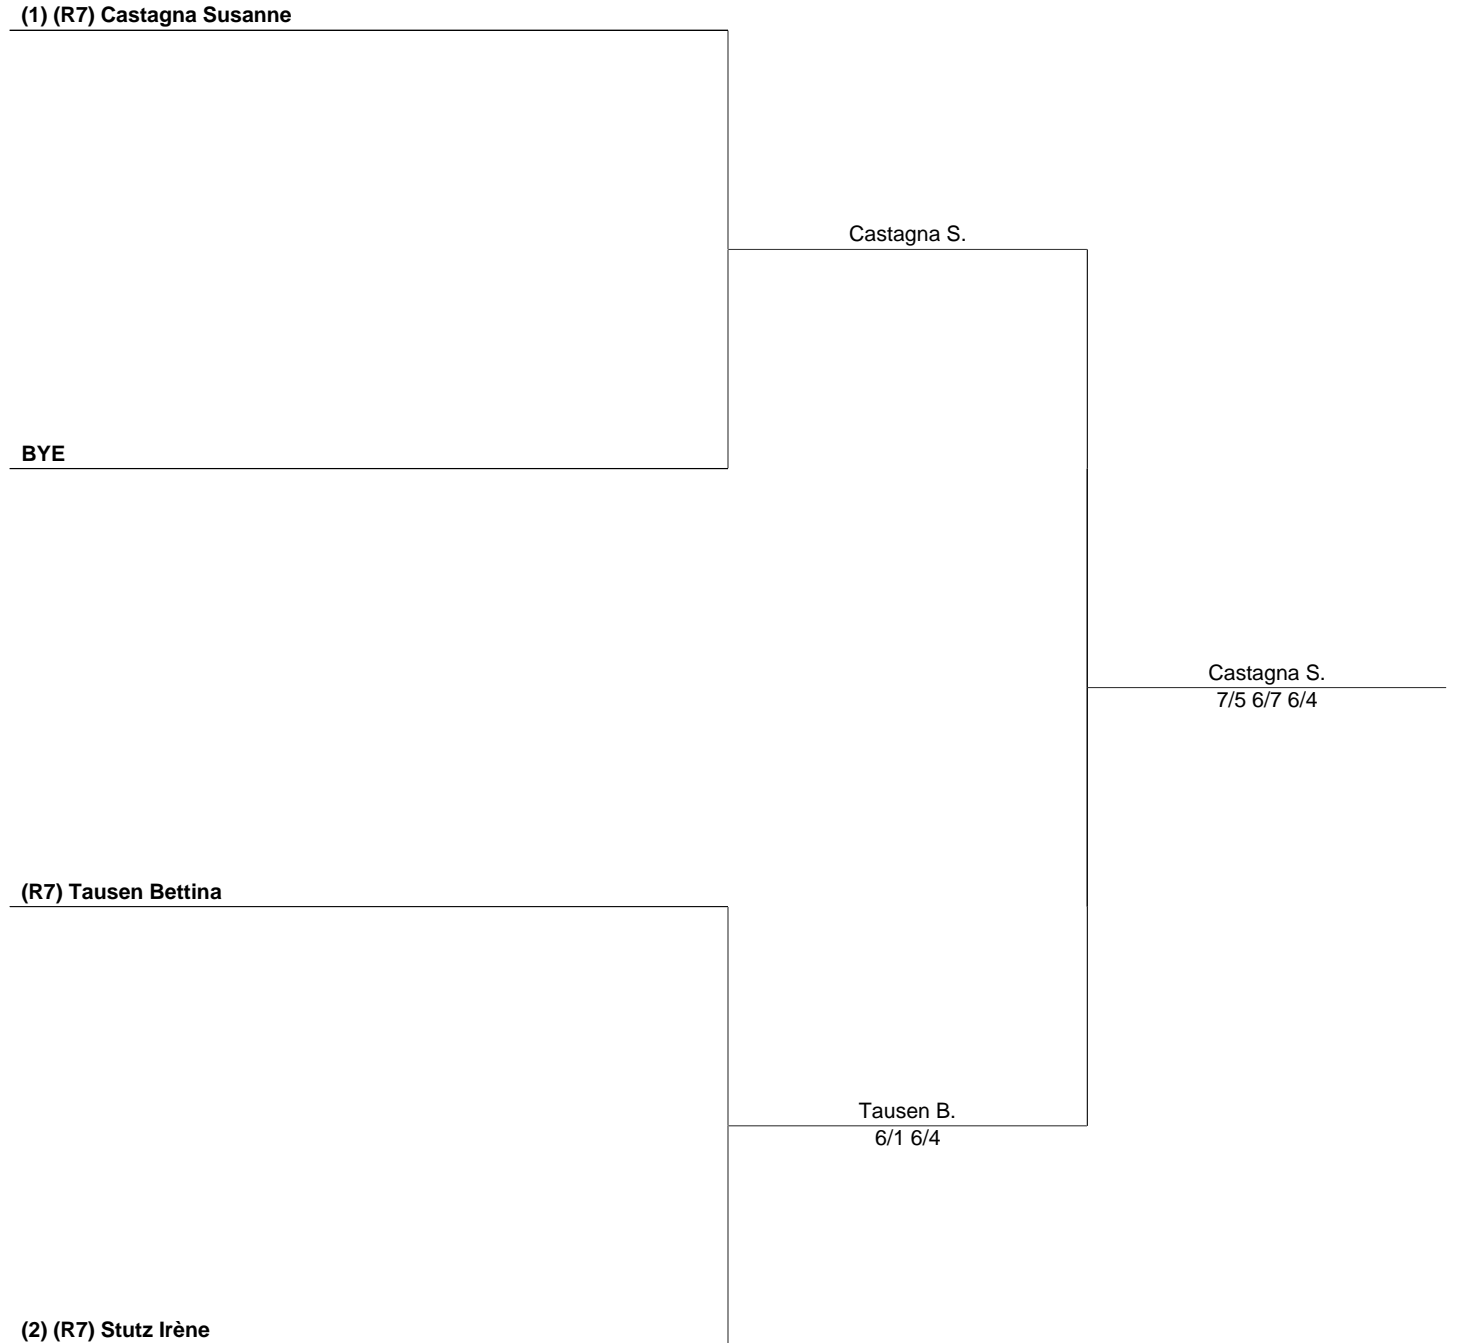 (1) (R7) Castagna Susanne
Castagna S.
BYE
Castagna S.
7/5 6/7 6/4
(R7) Tausen Bettina
Tausen B.
6/1 6/4
(2) (R7) Stutz Irène